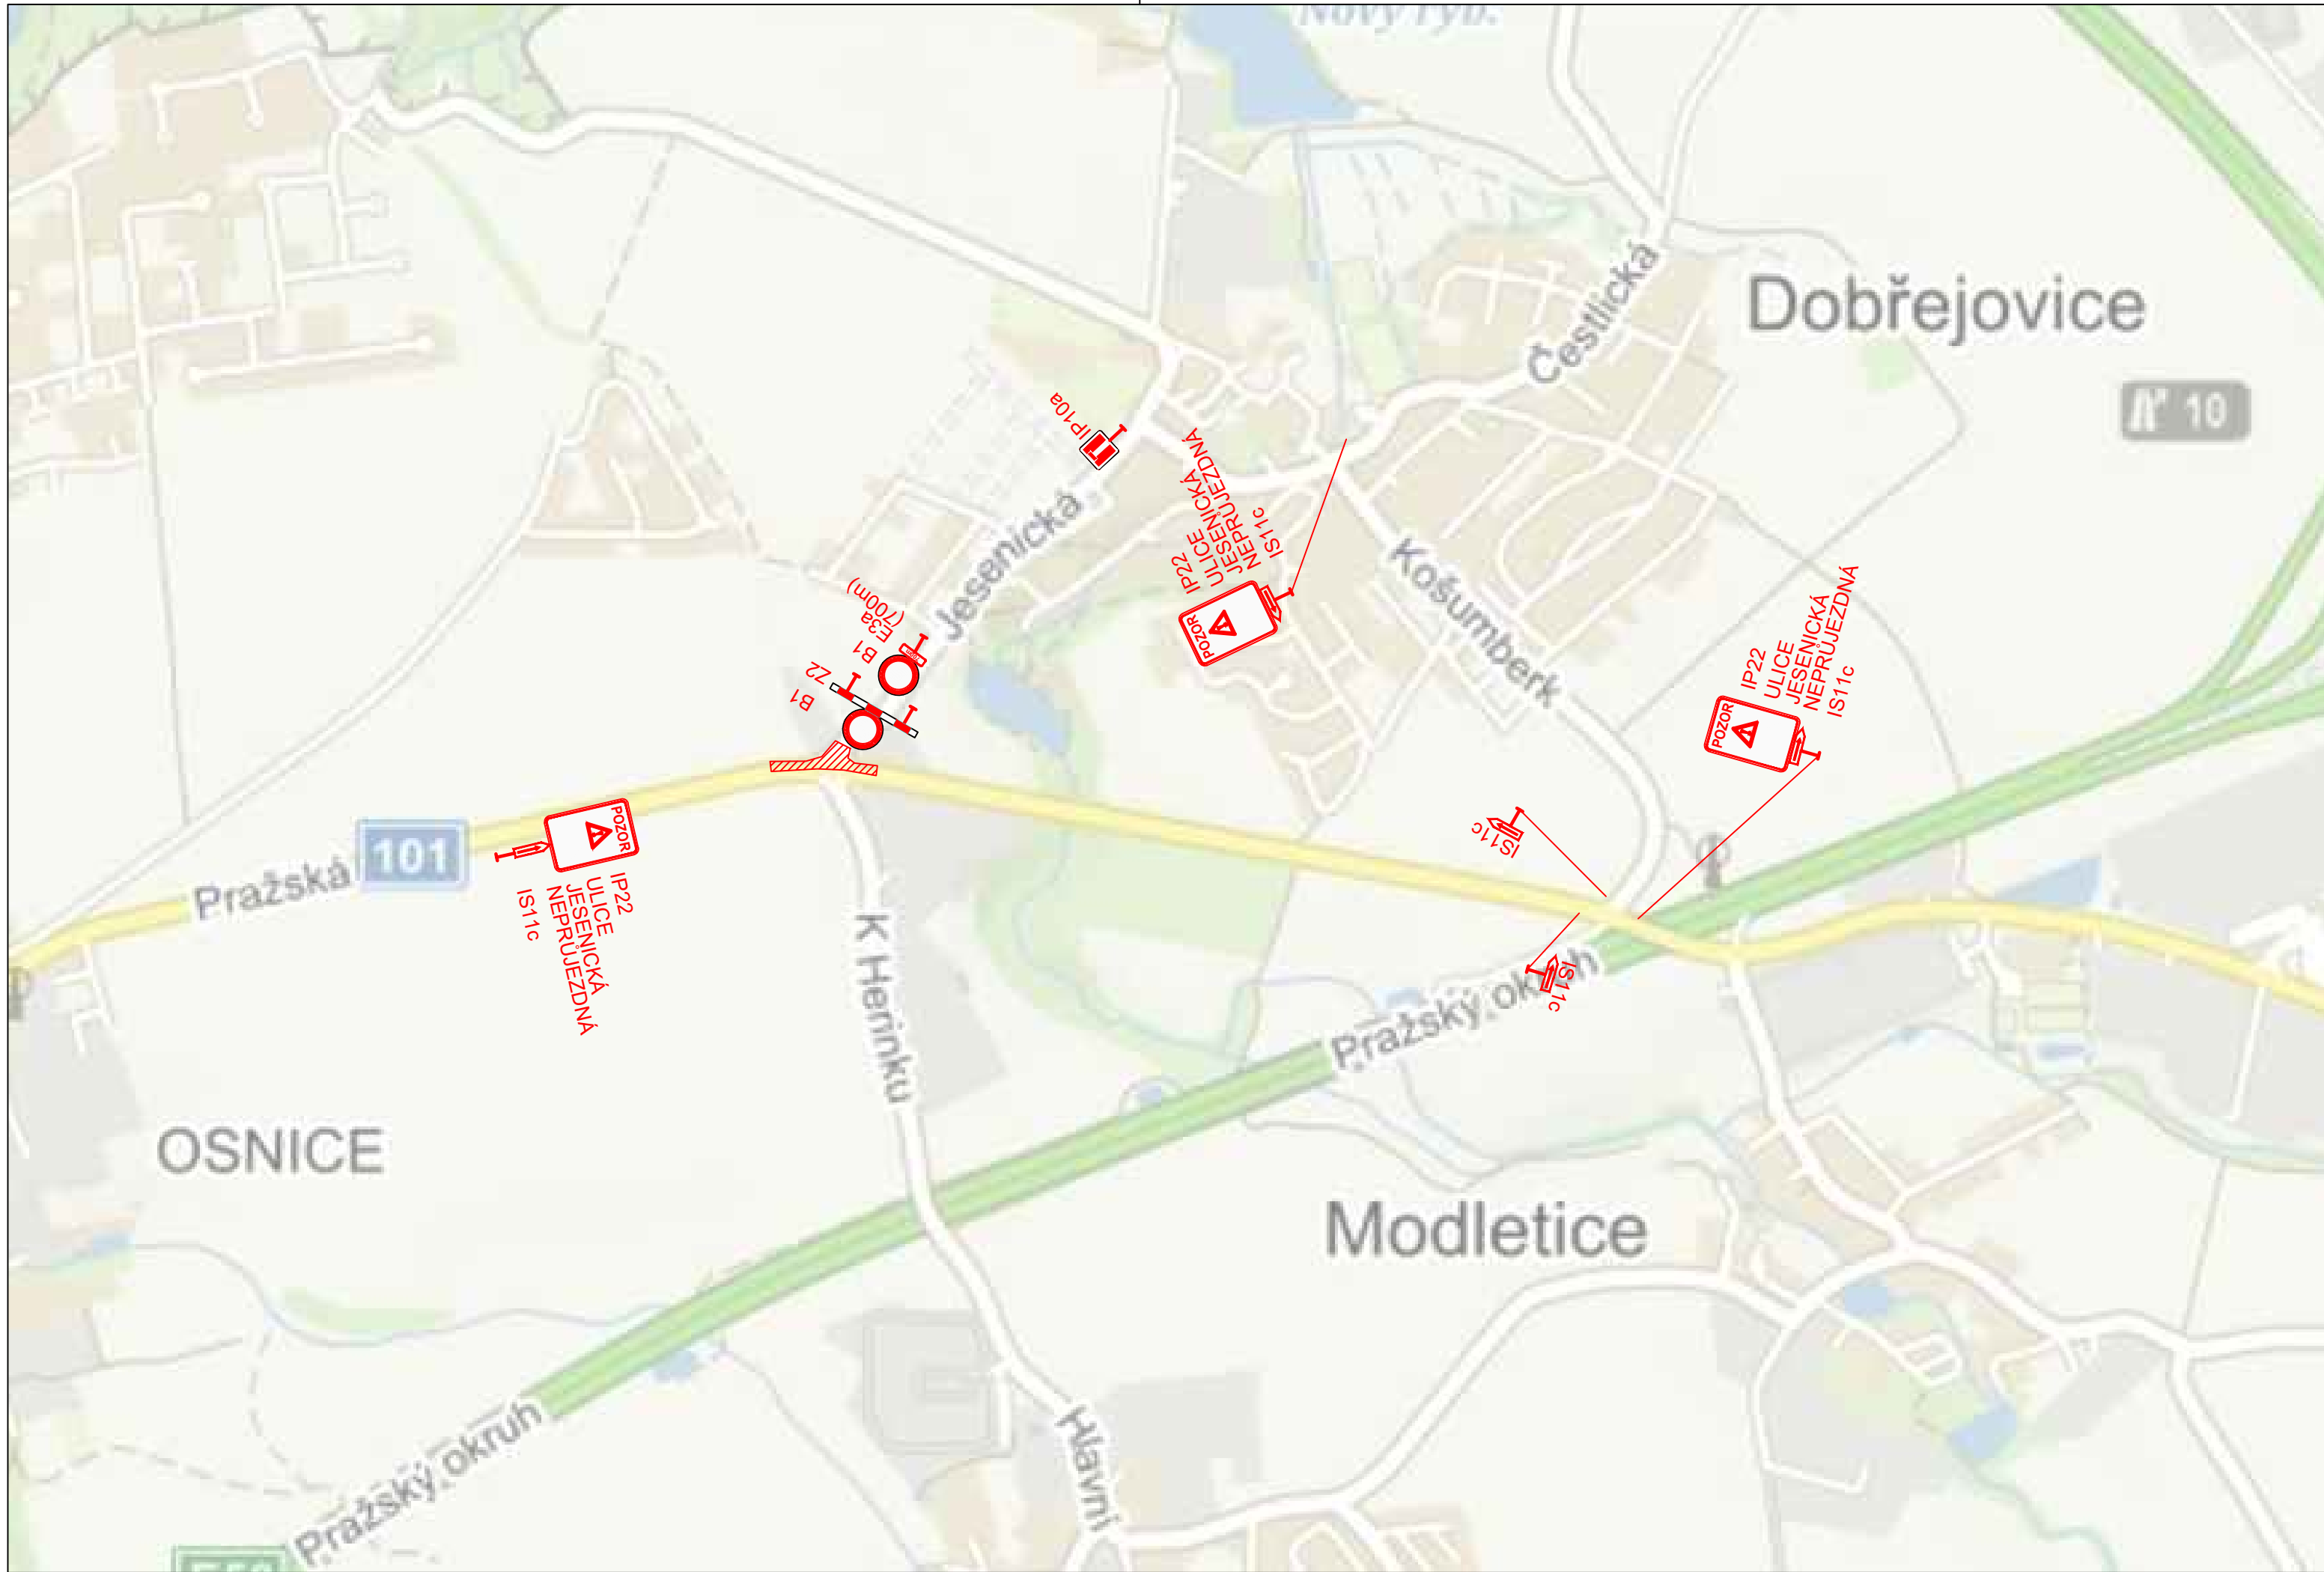 Nový ryb.
Dobřejovice
10
Čestlická
IP10a
Jesenická
IP22
ULICE
JESENICKÁ
NEPRŮJEZDNÁ
IS11c
POZOR
Košumberk
E3a
(700m)
B1
Z2
B1
IP22
ULICE
JESENICKÁ
NEPRŮJEZDNÁ
IS11c
POZOR
IS11c
Pražská
101
POZOR
IP22
ULICE
JESENICKÁ
NEPRŮJEZDNÁ
IS11c
K Herinku
IS11c
Pražský okruh
OSNICE
Modletice
Pražský okruh
Hlavní